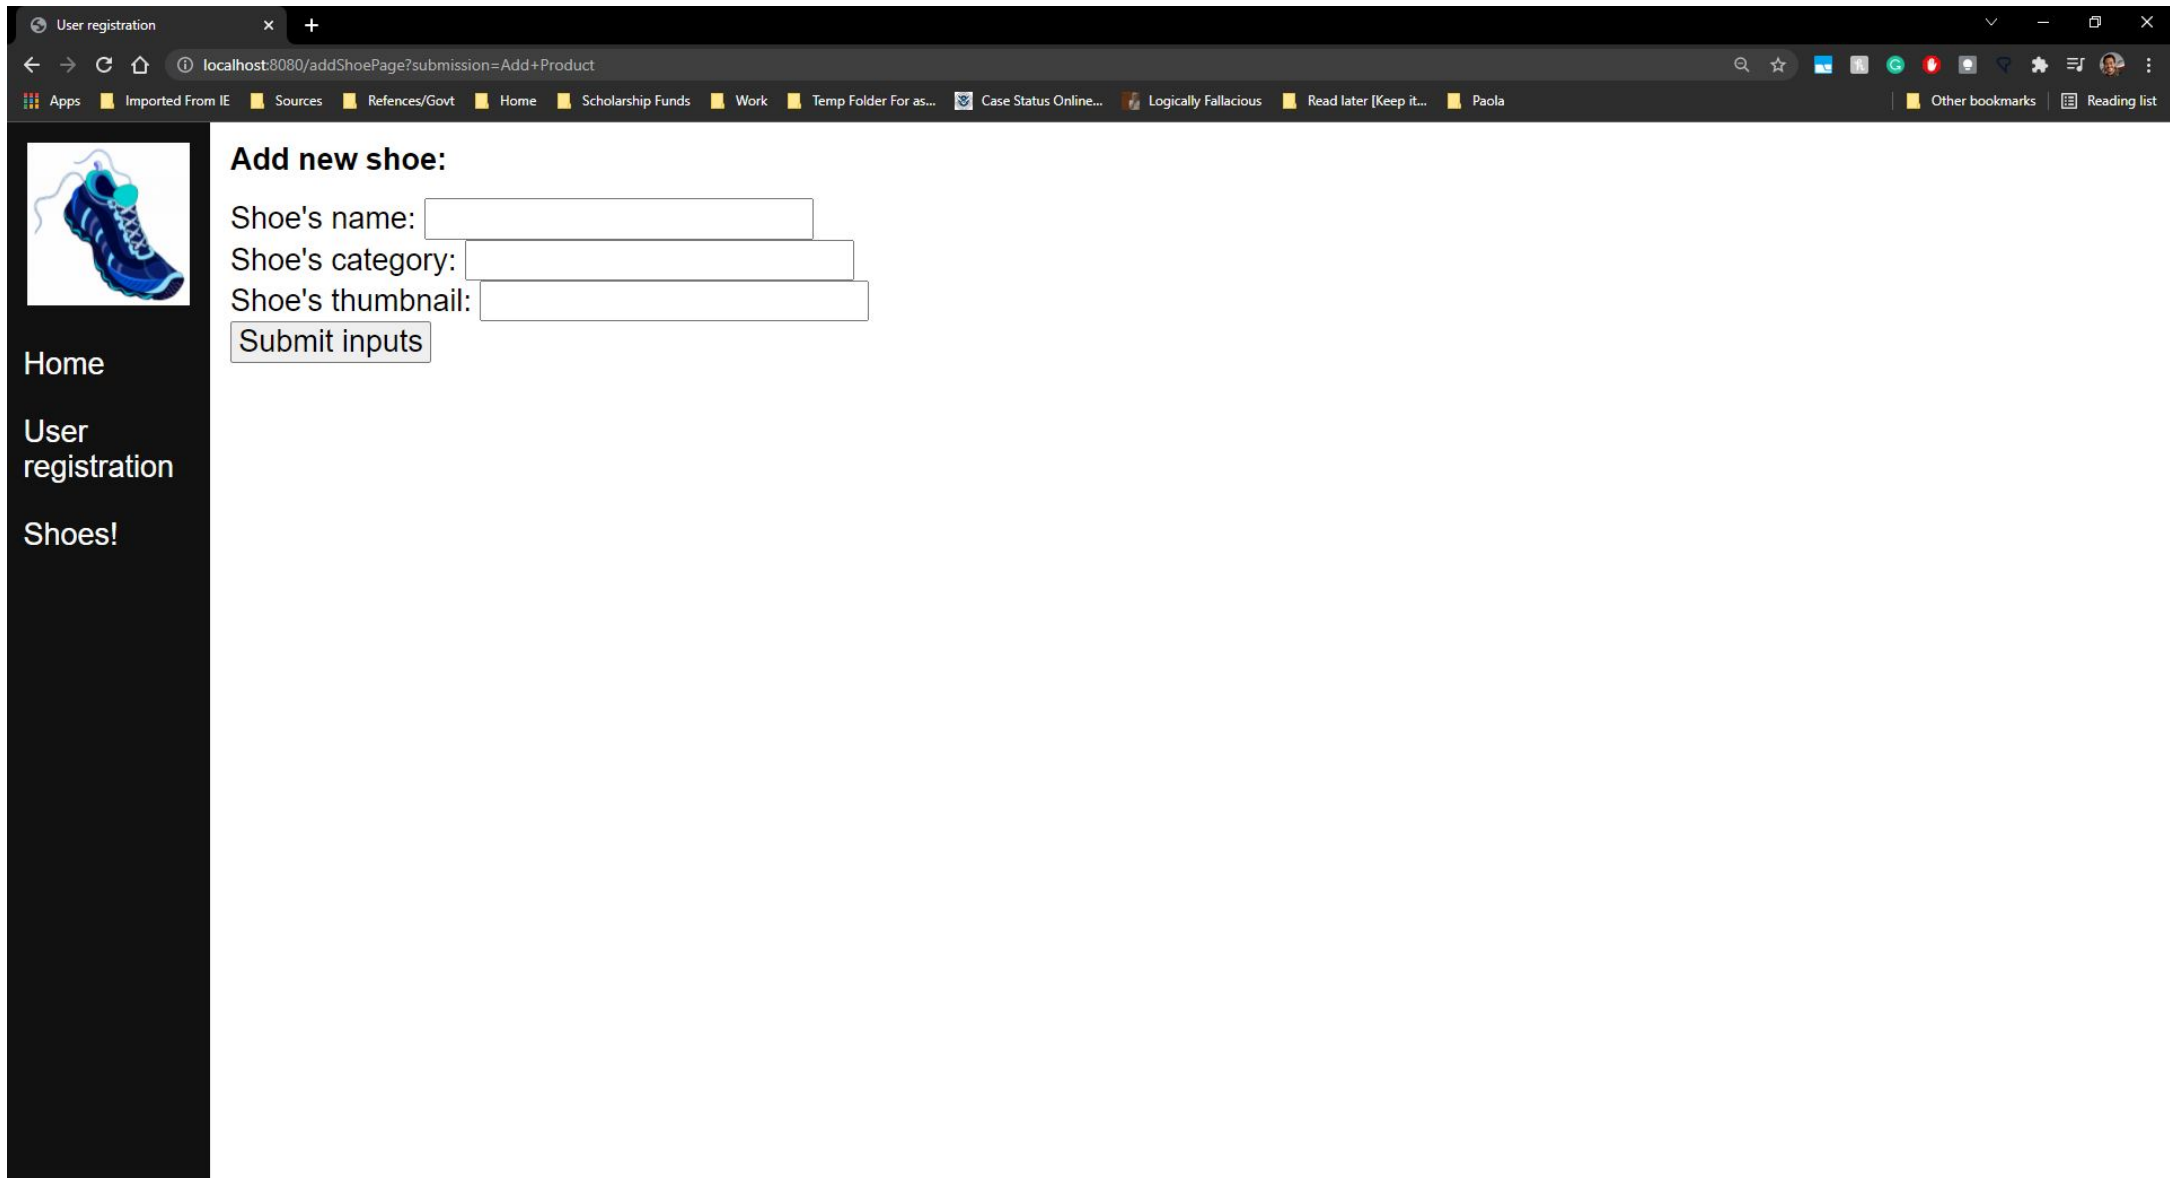 User registration
localhost:8080/addShoePage?submission=Add+Product
Apps Imported From IE Sources Refences/Govt Home Scholarship Funds Work Temp Folder For as... Case Status Online... Logically Fallacious Read later [Keep it... Paola Other bookmarks Reading list
Add new shoe:
Shoe's name:
Shoe's category:
Shoe's thumbnail:
Submit inputs
Home
User
registration
Shoes!